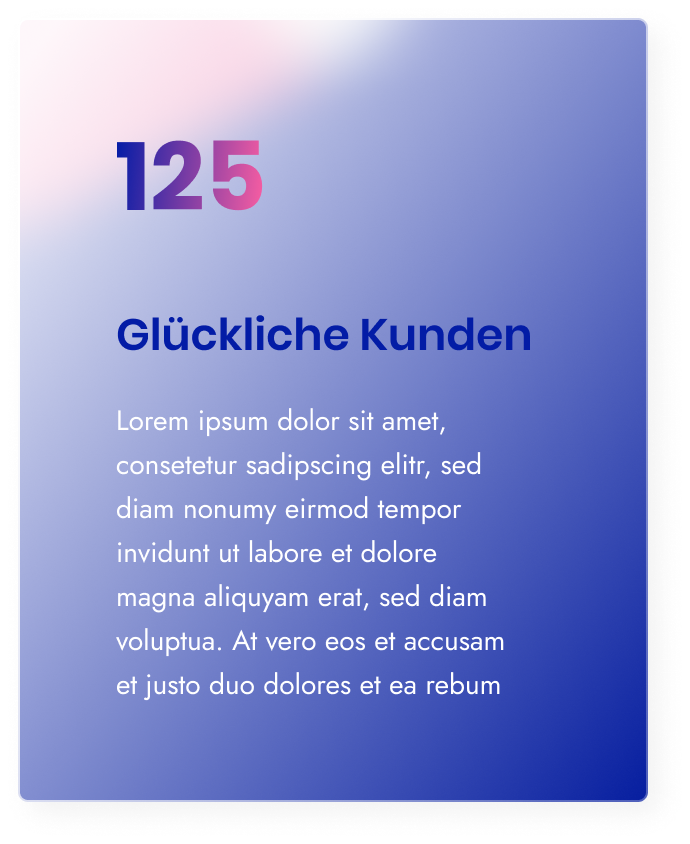 125
Glückliche Kunden
Lorem ipsum dolor sit amet,
consetetur sadipscing elitr, sed
diam nonumy eirmod tempor
invidunt ut labore et dolore
magna aliquyam erat, sed diam
voluptua. At vero eos et accusam
et justo duo dolores et ea rebum